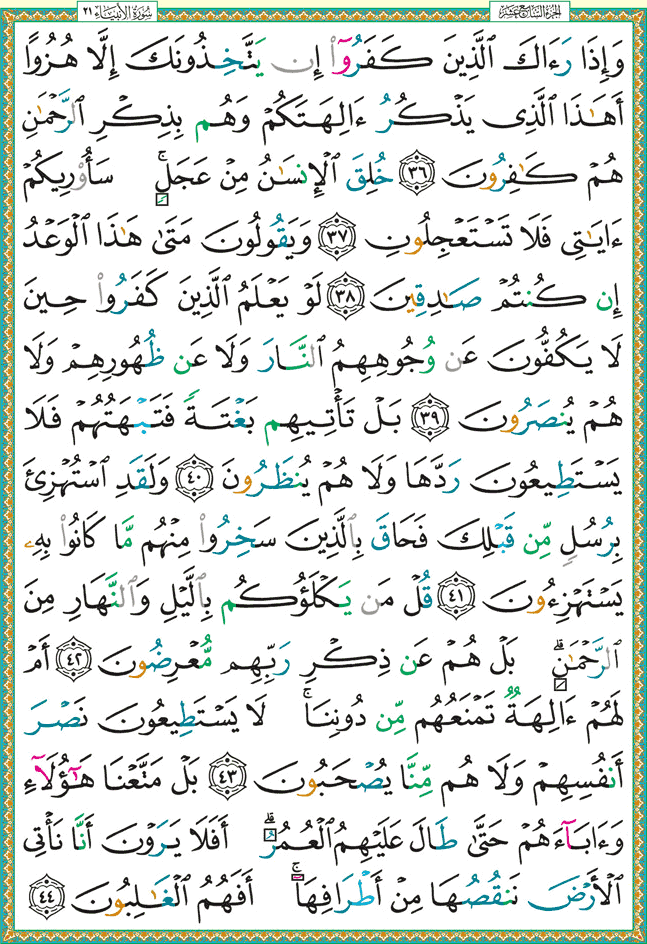 الجزء السابع عشر سورة الأنبياء ٢١
وَإِذَا رَءَاكَ ٱلَّذِينَ كَفَرُوٓا۟ إِن يَتَّخِذُونَكَ إِلَّا هُزُوًا
أَهَـٰذَا ٱلَّذِى يَذْكُرُ ءَالِهَتَكُمْ وَهُم بِذِكْرِ ٱلرَّحْمَـٰنِ
هُمْ كَـٰفِرُونَ ٣٦ خُلِقَ ٱلْإِنسَـٰنُ مِنْ عَجَلٍۢ ۚ سَأُو۟رِيكُمْ
ءَايَـٰتِى فَلَا تَسْتَعْجِلُونِ ٣٧ وَيَقُولُونَ مَتَىٰ هَـٰذَا ٱلْوَعْدُ
إِن كُنتُمْ صَـٰدِقِينَ ٣٨ لَوْ يَعْلَمُ ٱلَّذِينَ كَفَرُوا۟ حِينَ
لَا يَكُفُّونَ عَن وُجُوهِهِمُ ٱلنَّارَ وَلَا عَن ظُهُورِهِمْ وَلَا
هُمْ يُنصَرُونَ ٣٩ بَلْ تَأْتِيهِم بَغْتَةًۭ فَتَبْهَتُهُمْ فَلَا
يَسْتَطِيعُونَ رَدَّهَا وَلَا هُمْ يُنظَرُونَ ٤٠ وَلَقَدِ ٱسْتُهْزِئَ
بِرُسُلٍۢ مِّن قَبْلِكَ فَحَاقَ بِٱلَّذِينَ سَخِرُوا۟ مِنْهُم مَّا كَانُوا۟ بِهِۦ
يَسْتَهْزِءُونَ ٤١ قُلْ مَن يَكْلَؤُكُم بِٱلَّيْلِ وَٱلنَّهَارِ مِنَ
ٱلرَّحْمَـٰنِ ۗ بَلْ هُمْ عَن ذِكْرِ رَبِّهِم مُّعْرِضُونَ ٤٢ أَمْ
لَهُمْ ءَالِهَةٌۭ تَمْنَعُهُم مِّن دُونِنَا ۚ لَا يَسْتَطِيعُونَ نَصْرَ
أَنفُسِهِمْ وَلَا هُم مِّنَّا يُصْحَبُونَ ٤٣ بَلْ مَتَّعْنَا هَـٰٓؤُلَآءِ
وَءَابَآءَهُمْ حَتَّىٰ طَالَ عَلَيْهِمُ ٱلْعُمُرُ ۗ أَفَلَا يَرَوْنَ أَنَّا نَأْتِى
ٱلْأَرْضَ نَنقُصُهَا مِنْ أَطْرَافِهَآ ۚ أَفَهُمُ ٱلْغَـٰلِبُونَ ٤٤